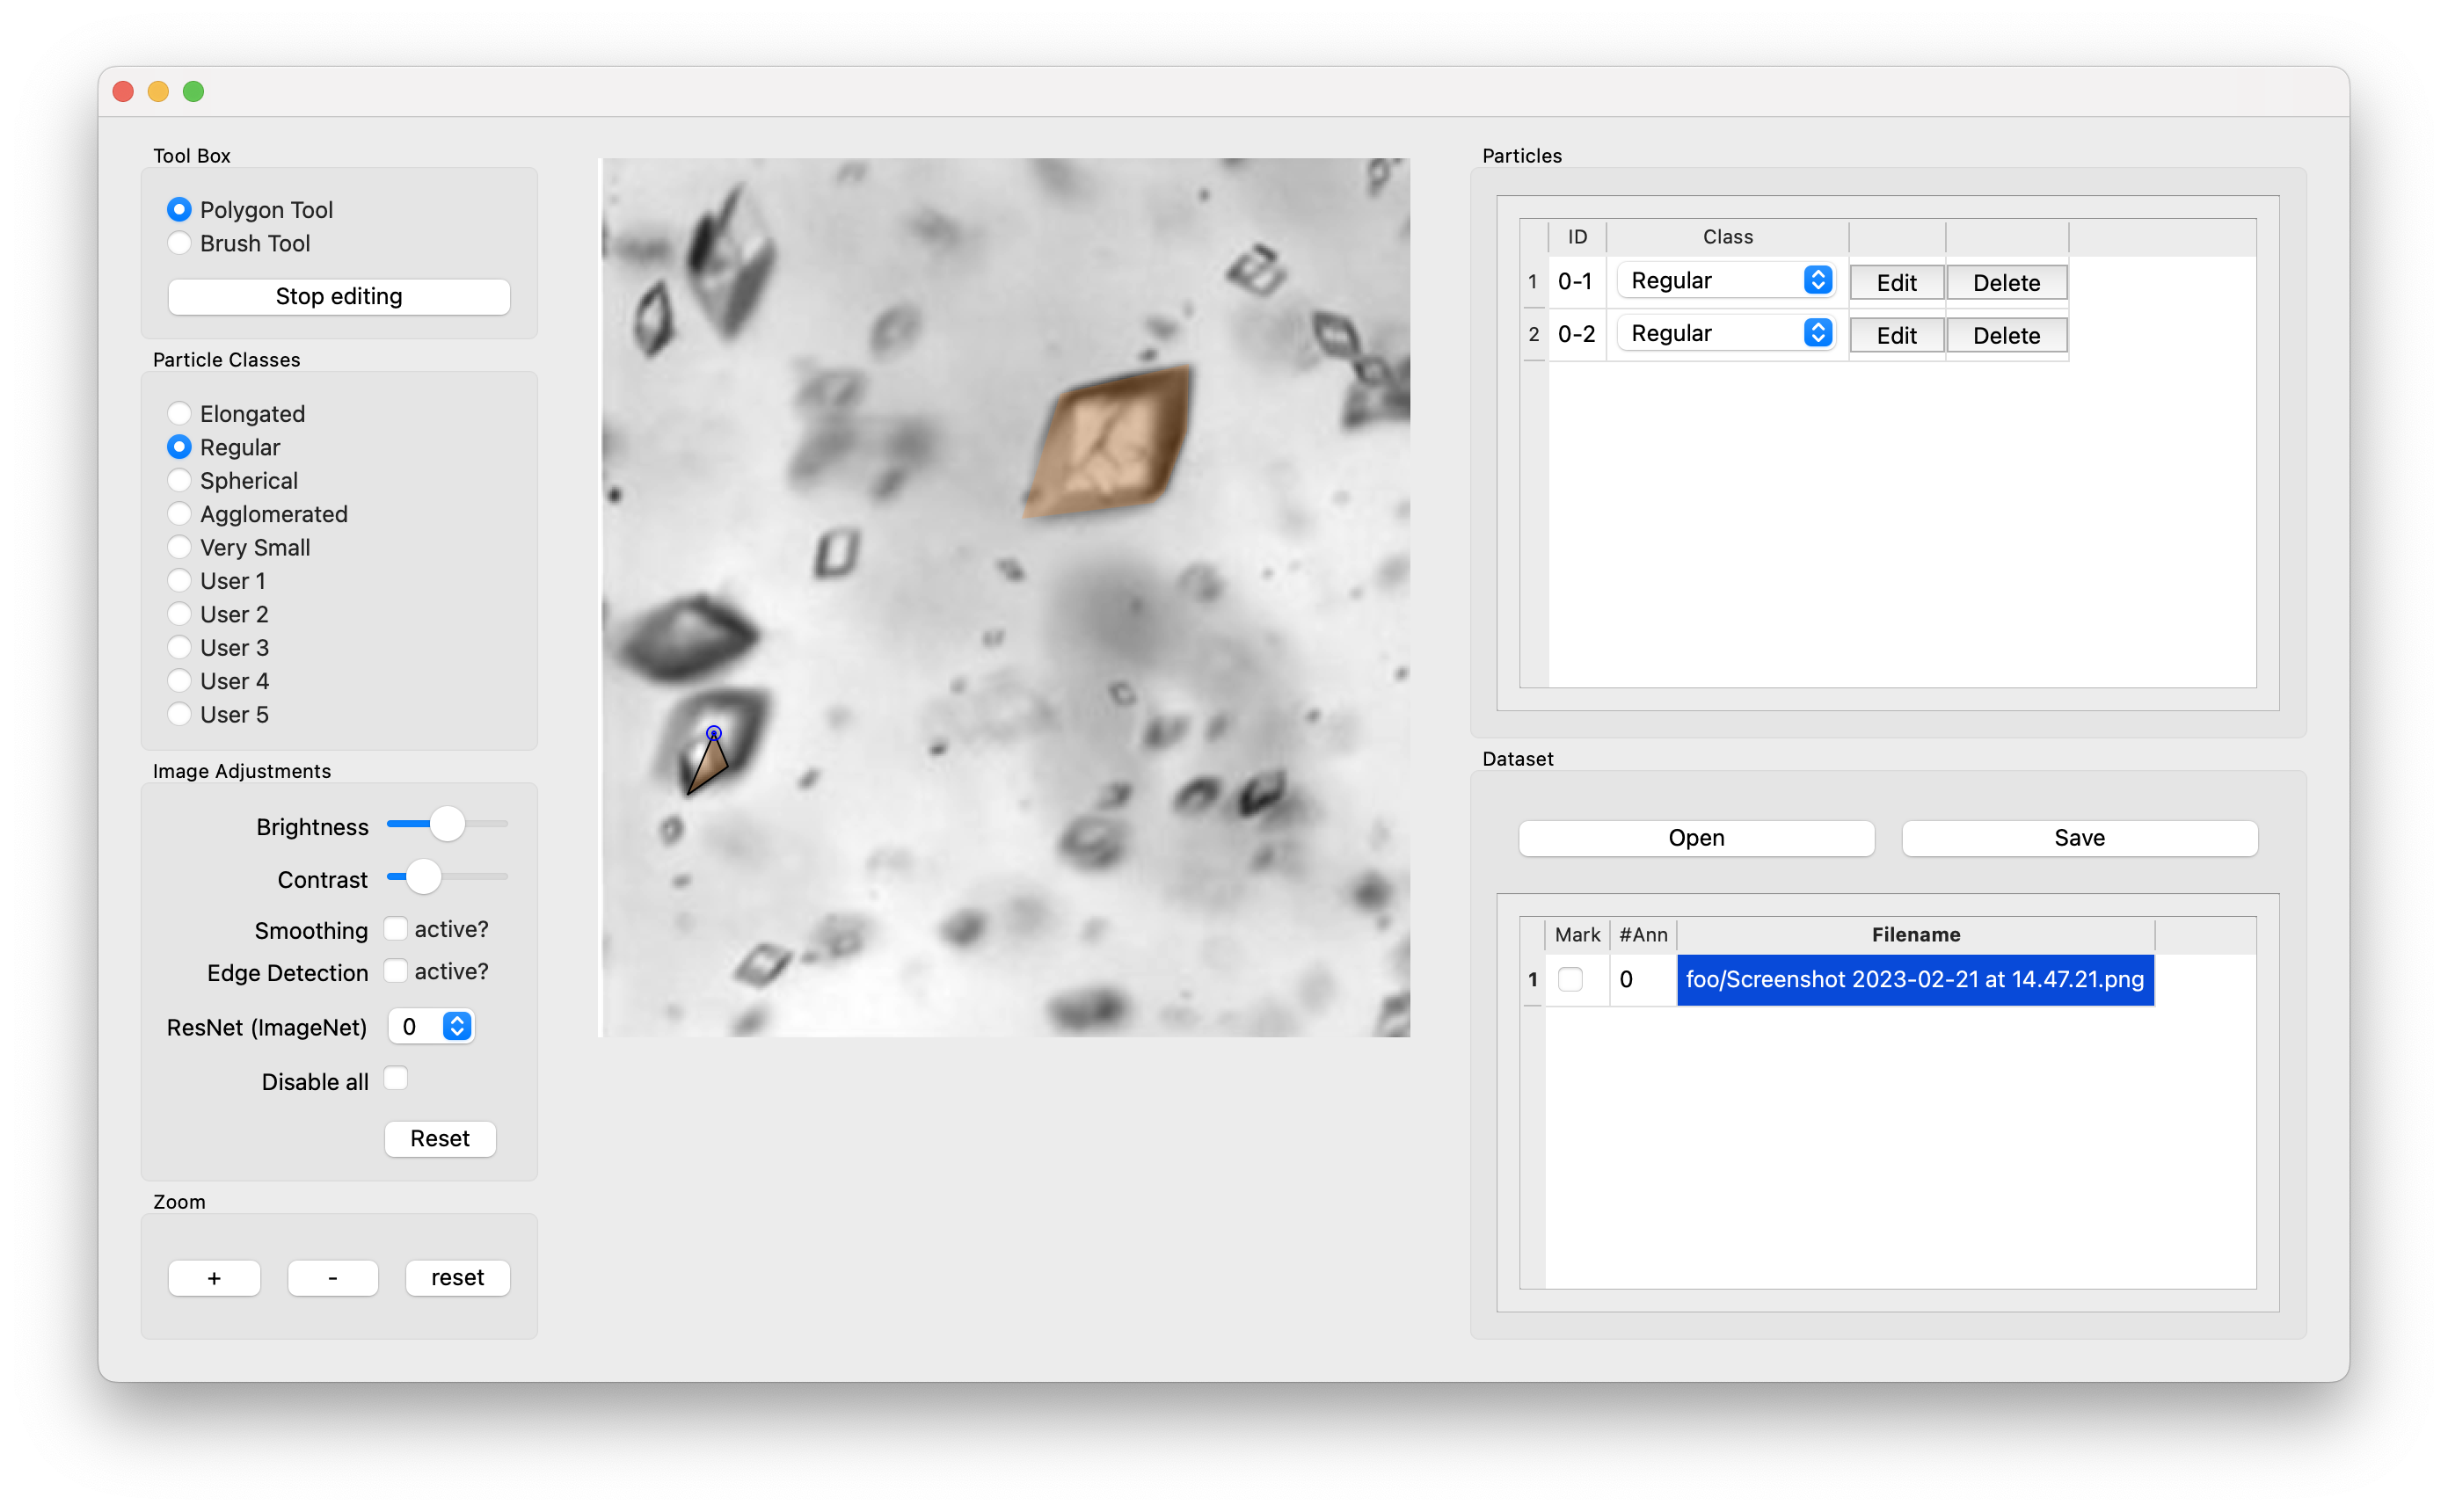 Tool Box
Polygon Tool
Brush Tool
Stop editing
Particle Classes
Elongated
Regular
Spherical
Agglomerated
Very Small
User 1
User 2
User 3
User 4
User 5
Image Adjustments
Brightness
Contrast
Smoothing active?
Edge Detection active?
ResNet (ImageNet) 0
Disable all
Reset
Zoom
+ - reset
Particles
ID Class
1 0-1 Regular Edit Delete
2 0-2 Regular Edit Delete
Dataset
Open Save
Mark #Ann Filename
1 0 foo/Screenshot 2023-02-21 at 14.47.21.png